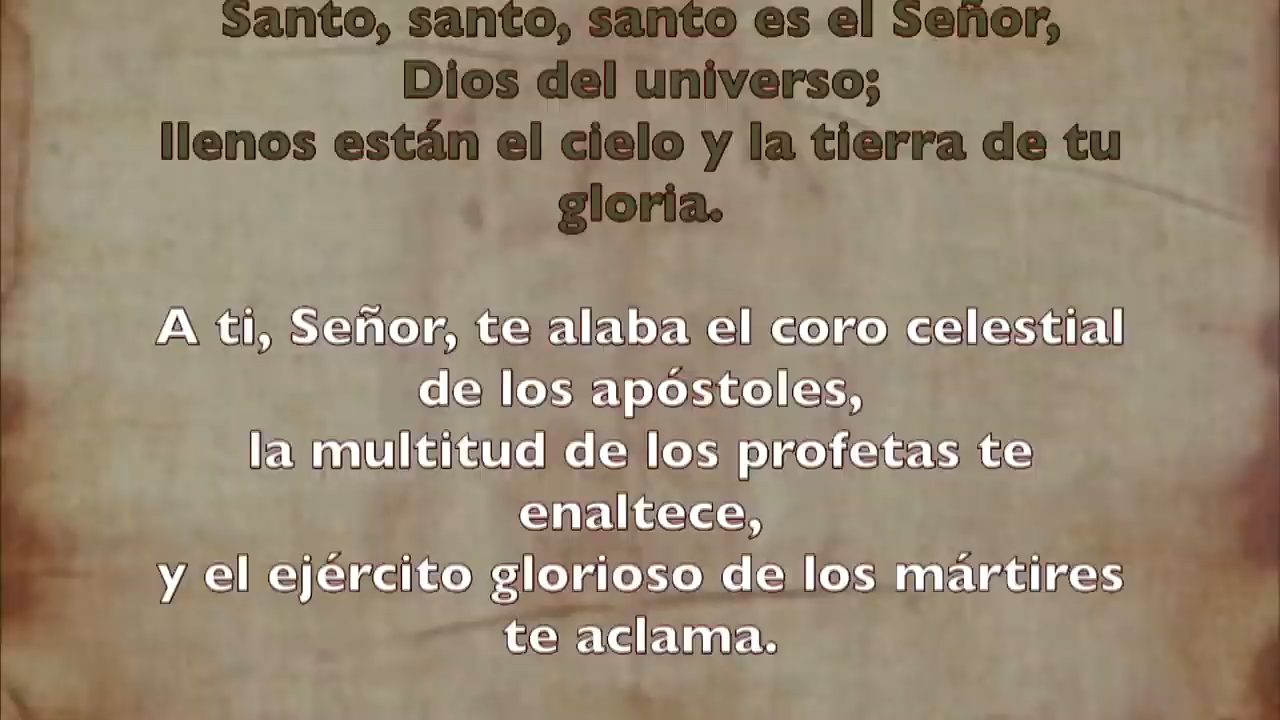 Santo, santo, santo es el Señor,
Dios del universo;
llenos están el cielo y la tierra de tu
gloria.
A ti, Señor, te alaba el coro celestial
de los apóstoles,
la multitud de los profetas te
enaltece,
y el ejército glorioso de los mártires
te aclama.